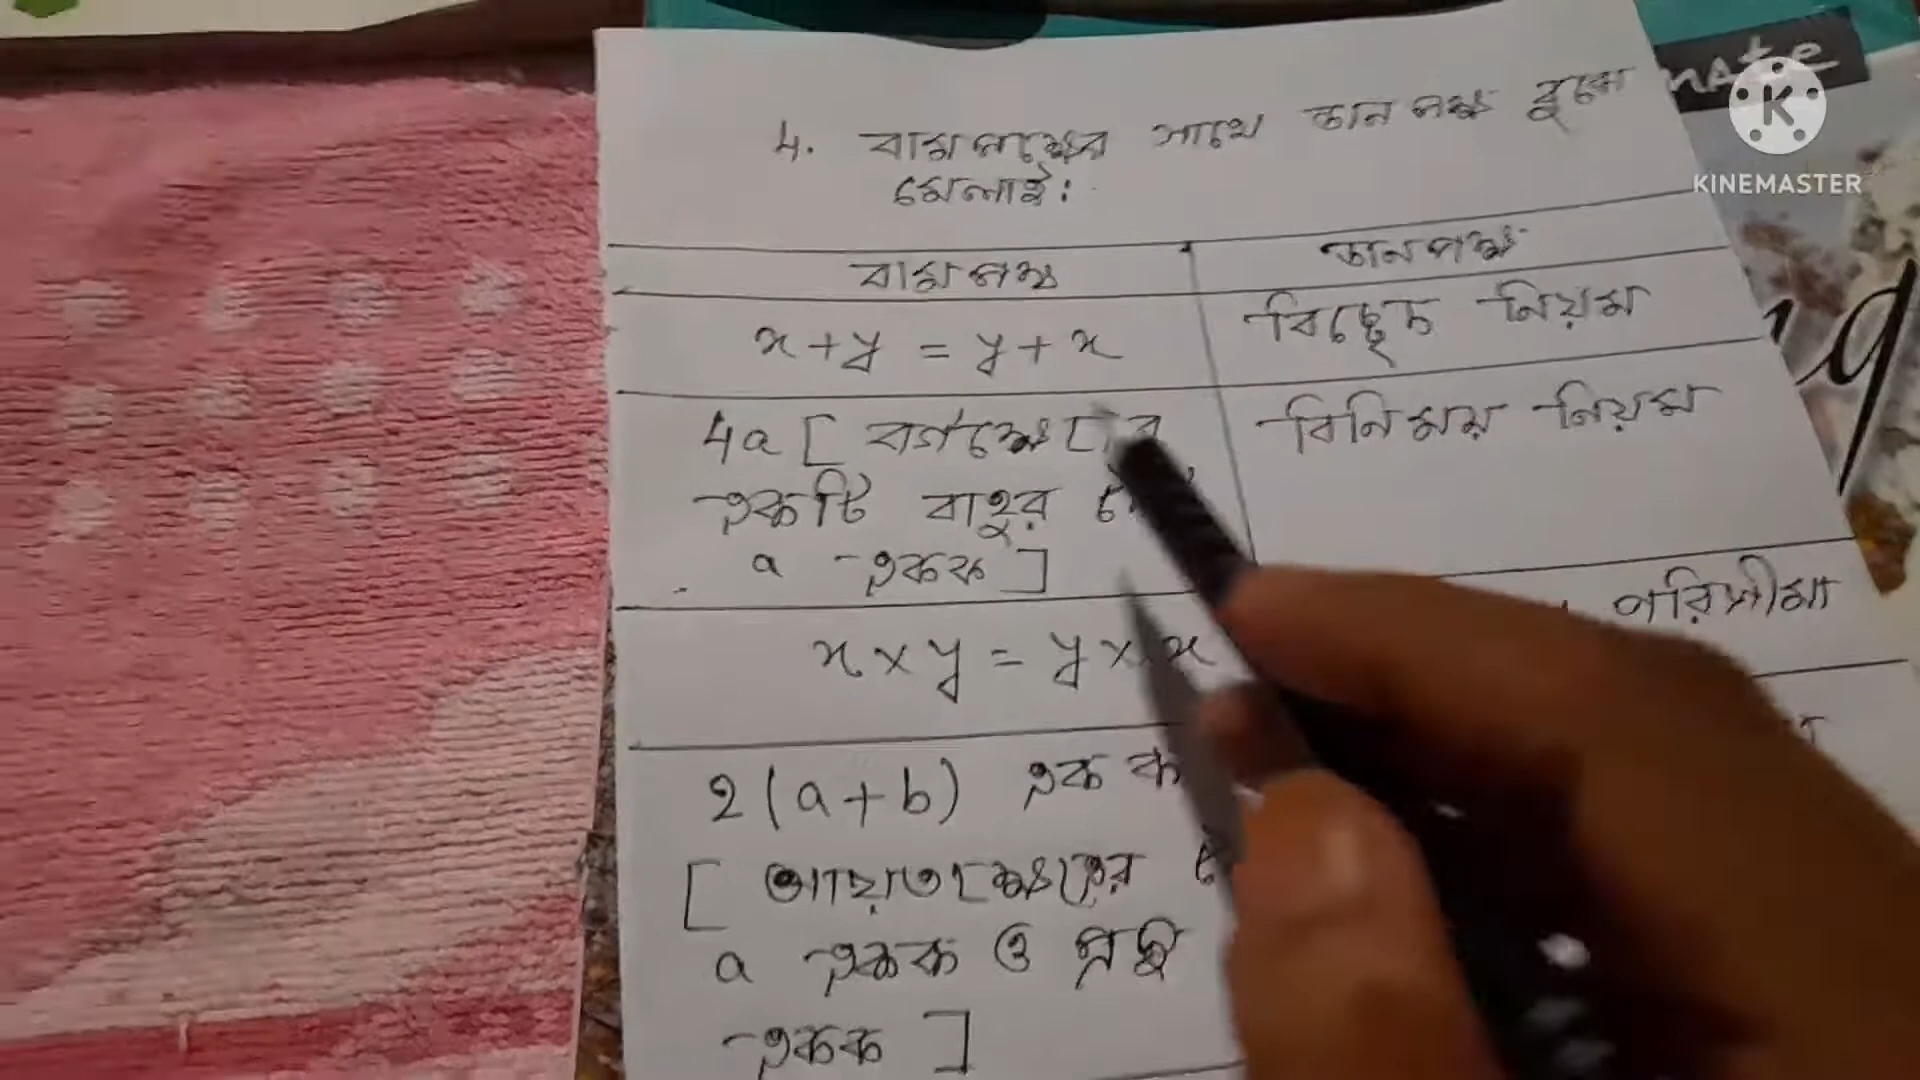 4. বামপক্ষের সাথে ডানপক্ষ বুঝে
মেলাই:
বামপক্ষ
ডানপক্ষ
x+y = y+x
বিচ্ছেদ নিয়ম
4a [ বর্গক্ষেত্রের
একটি বাহুর
a একক ]
বিনিময় নিয়ম
পরিসীমা
x × y = y × x
2(a+b) একক
[ আয়তক্ষেত্রের
a একক ও প্রস্থ
একক ]
mate
KINEMASTER